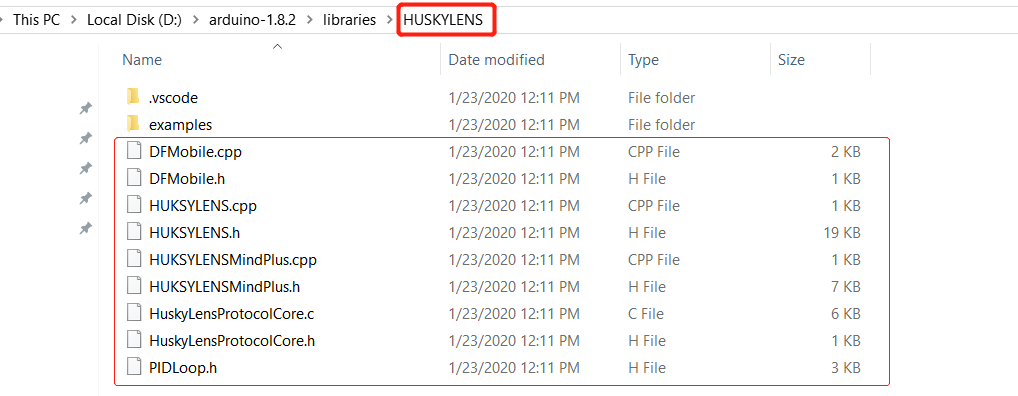 This PC > Local Disk (D:) > arduino-1.8.2 > libraries > HUSKYLENS
Name Date modified Type Size
.vscode 1/23/2020 12:11 PM File folder
examples 1/23/2020 12:11 PM File folder
DFMobile.cpp 1/23/2020 12:11 PM CPP File 2 KB
DFMobile.h 1/23/2020 12:11 PM H File 1 KB
HUKSYLENS.cpp 1/23/2020 12:11 PM CPP File 1 KB
HUKSYLENS.h 1/23/2020 12:11 PM H File 19 KB
HUKSYLENSMindPlus.cpp 1/23/2020 12:11 PM CPP File 1 KB
HUKSYLENSMindPlus.h 1/23/2020 12:11 PM H File 7 KB
HuskyLensProtocolCore.c 1/23/2020 12:11 PM C File 6 KB
HuskyLensProtocolCore.h 1/23/2020 12:11 PM H File 1 KB
PIDLoop.h 1/23/2020 12:11 PM H File 3 KB